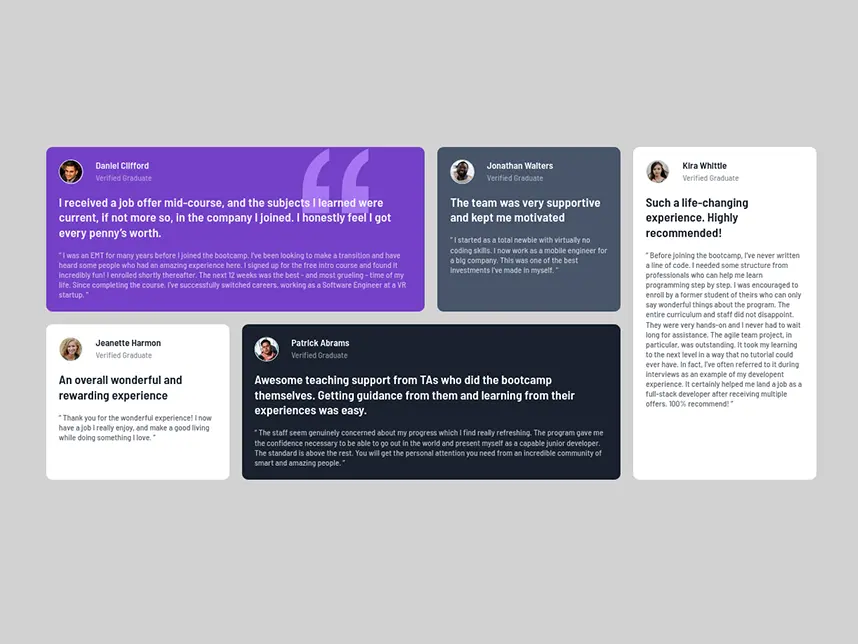 Daniel Clifford
Verified Graduate
I received a job offer mid-course, and the subjects I learned were
current, if not more so, in the company I joined. I honestly feel I got
every penny's worth.
" I was an EMT for many years before I joined the bootcamp. I've been looking to make a transition and have
heard some people who had an amazing experience here. I signed up for the free intro course and found it
incredibly fun! I enrolled shortly thereafter. The next 12 weeks was the best - and most grueling - time of my
life. Since completing the course, I've successfully switched careers, working as a Software Engineer at a VR
startup. "
Jonathan Walters
Verified Graduate
The team was very supportive
and kept me motivated
" I started as a total newbie with virtually no
coding skills. I now work as a mobile engineer for
a big company. This was one of the best
investments I've made in myself. "
Kira Whittle
Verified Graduate
Such a life-changing
experience. Highly
recommended!
" Before joining the bootcamp, I've never written
a line of code. I needed some structure from
professionals who can help me learn
programming step by step. I was encouraged to
enroll by a former student of theirs who can only
say wonderful things about the program. The
entire curriculum and staff did not disappoint.
They were very hands-on and I never had to wait
long for assistance. The agile team project, in
particular, was outstanding. It took my learning
to the next level in a way that no tutorial could
ever have. In fact, I've often referred to it during
interviews as an example of my developent
experience. It certainly helped me land a job as a
full-stack developer after receiving multiple
offers. 100% recommend! "
Jeanette Harmon
Verified Graduate
An overall wonderful and
rewarding experience
" Thank you for the wonderful experience! I now
have a job I really enjoy, and make a good living
while doing something I love. "
Patrick Abrams
Verified Graduate
Awesome teaching support from TAs who did the bootcamp
themselves. Getting guidance from them and learning from their
experiences was easy.
" The staff seem genuinely concerned about my progress which I find really refreshing. The program gave me
the confidence necessary to be able to go out in the world and present myself as a capable junior developer.
The standard is above the rest. You will get the personal attention you need from an incredible community of
smart and amazing people. "